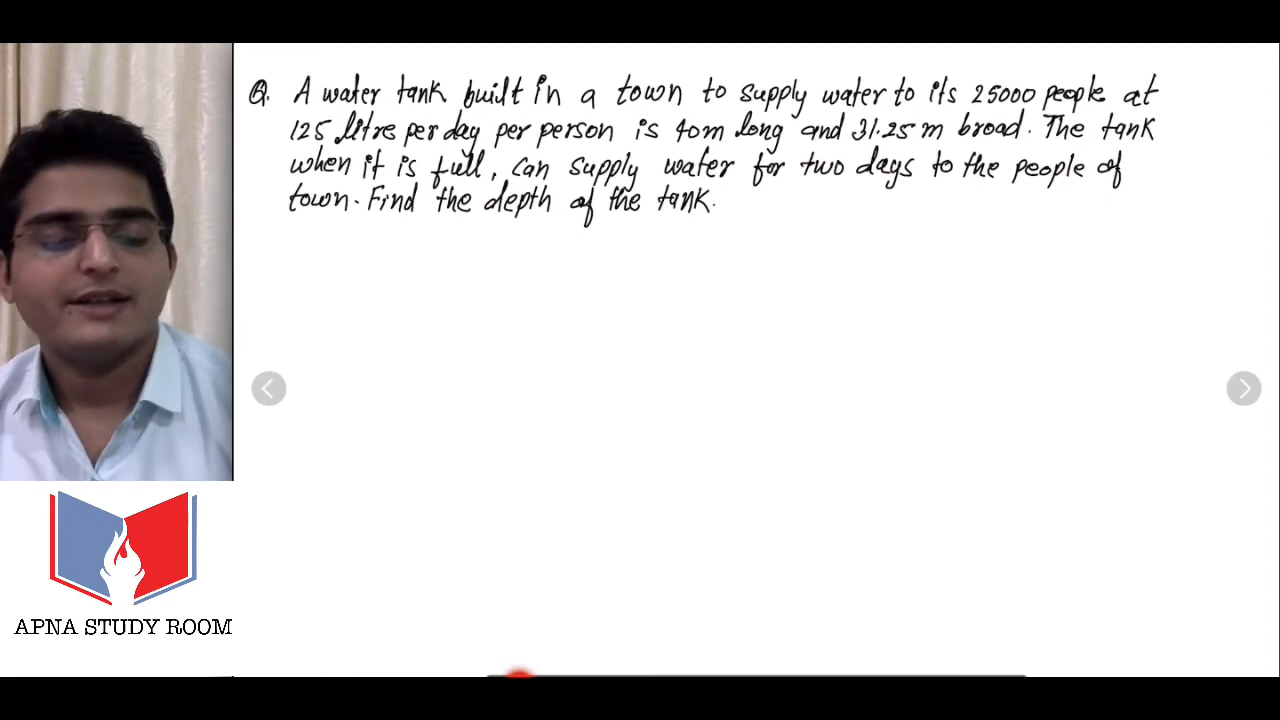 Q. A water tank built in a town to supply water to its 25000 people at
125 litre per day per person is 40m long and 31.25 m broad. The tank
when it is full, can supply water for two days to the people of
town. Find the depth of the tank.
APNA STUDY ROOM